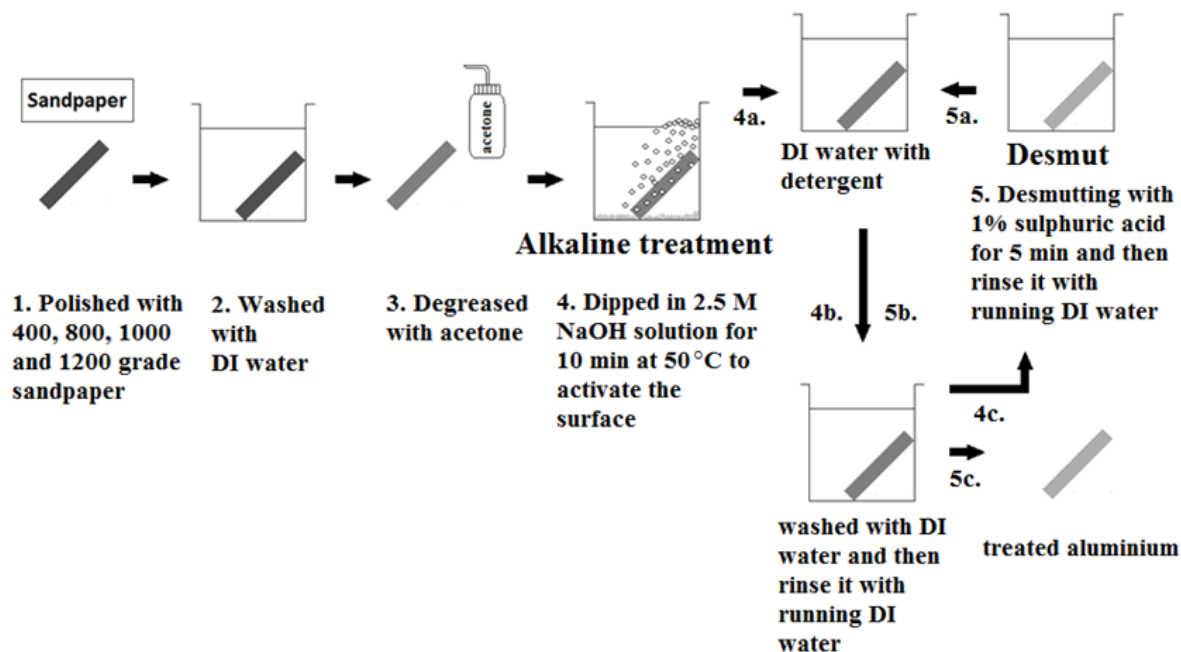 Sandpaper
acetone
1. Polished with
400, 800, 1000
and 1200 grade
sandpaper
2. Washed
with
DI water
3. Degreased
with acetone
Alkaline treatment
4. Dipped in 2.5 M
NaOH solution for
10 min at 50°C to
activate the
surface
4a.
DI water with
detergent
5a.
Desmut
5. Desmutting with
1% sulphuric acid
for 5 min and then
rinse it with
running DI water
4b.
5b.
4c.
5c.
washed with DI
water and then
rinse it with
running DI
water
treated aluminium